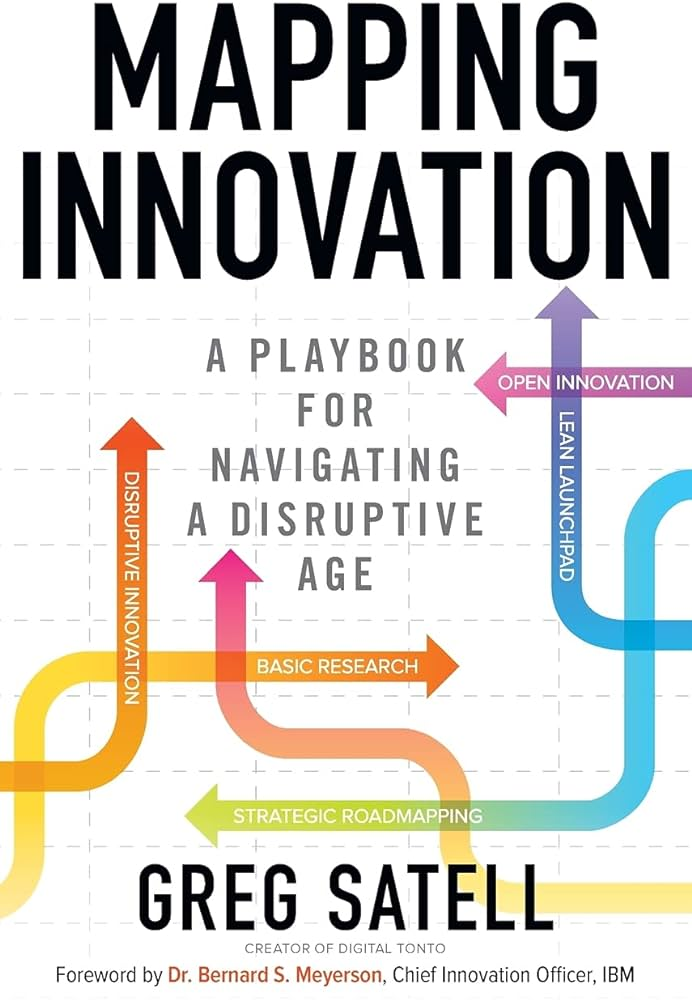 MAPPING
INNOVATION
A PLAYBOOK
FOR
NAVIGATING
A DISRUPTIVE
AGE
OPEN INNOVATION
LEAN LAUNCHPAD
DISRUPTIVE INNOVATION
BASIC RESEARCH
STRATEGIC ROADMAPPING
GREG SATELL
CREATOR OF DIGITAL TONTO
Foreword by Dr. Bernard S. Meyerson, Chief Innovation Officer, IBM